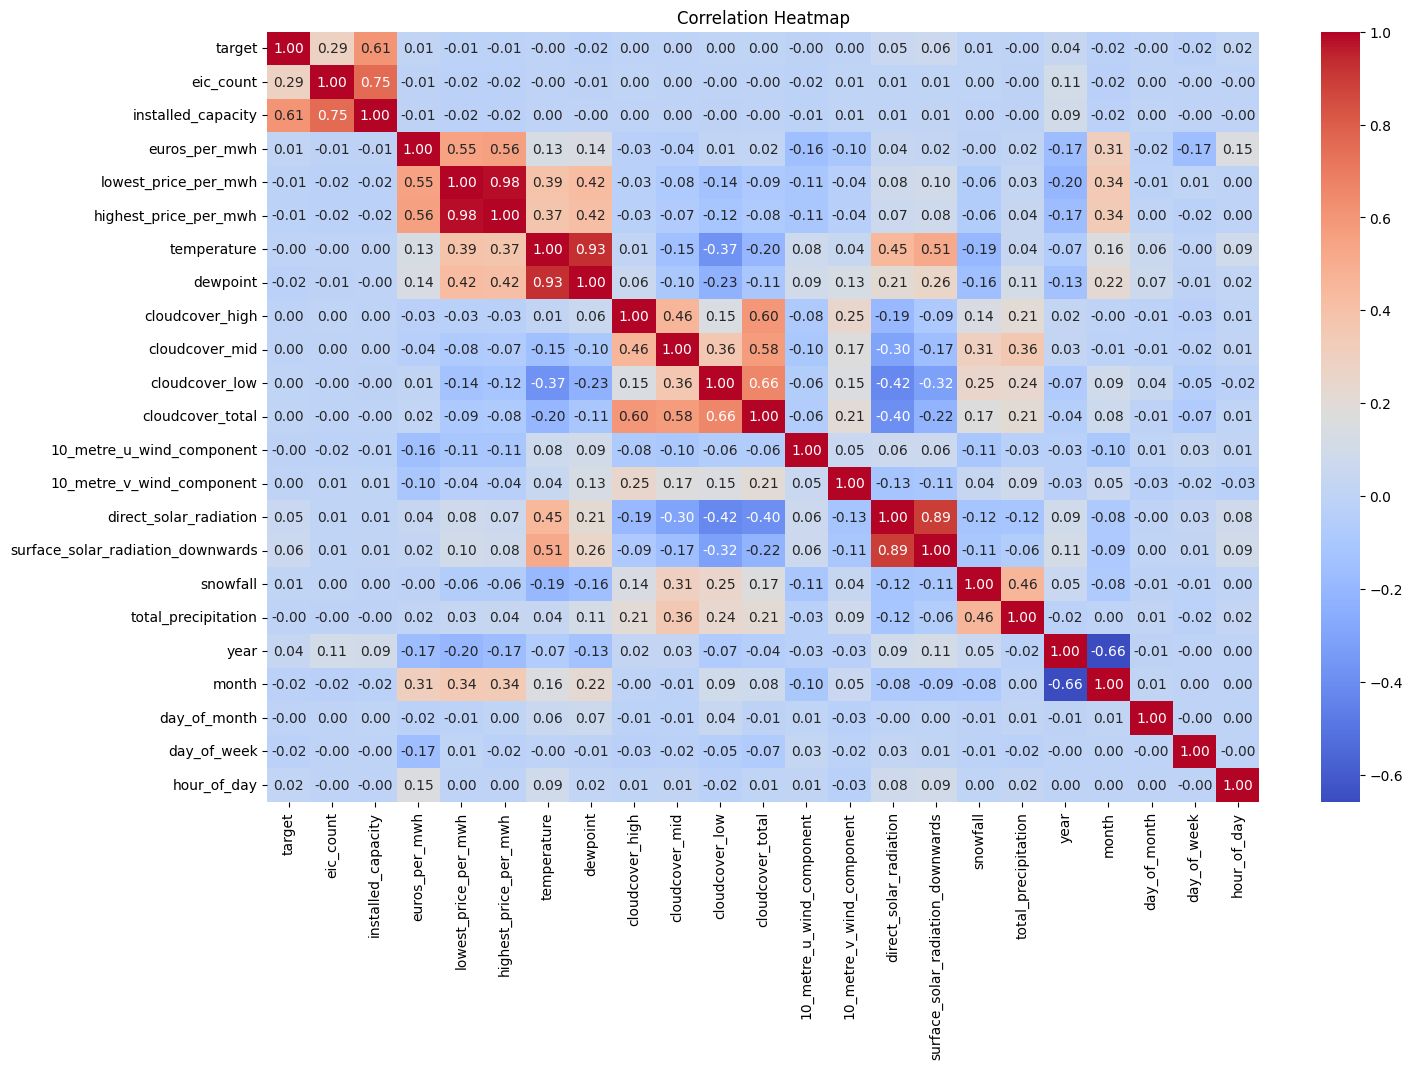 Correlation Heatmap
target 1.00 0.29 0.61 0.01 -0.01 -0.01 -0.00 -0.02 0.00 0.00 0.00 0.00 -0.00 0.00 0.05 0.06 0.01 -0.00 0.04 -0.02 -0.00 -0.02 0.02
eic_count 0.29 1.00 0.75 -0.01 -0.02 -0.02 -0.00 -0.01 0.00 0.00 -0.00 -0.00 -0.02 0.01 0.01 0.01 0.00 -0.00 0.11 -0.02 0.00 -0.00 -0.00
installed_capacity 0.61 0.75 1.00 -0.01 -0.02 -0.02 0.00 -0.00 0.00 0.00 -0.00 -0.00 -0.01 0.01 0.01 0.01 0.00 -0.00 0.09 -0.02 0.00 -0.00 -0.00
euros_per_mwh 0.01 -0.01 -0.01 1.00 0.55 0.56 0.13 0.14 -0.03 -0.04 0.01 0.02 -0.16 -0.10 0.04 0.02 -0.00 0.02 -0.17 0.31 -0.02 -0.17 0.15
lowest_price_per_mwh -0.01 -0.02 -0.02 0.55 1.00 0.98 0.39 0.42 -0.03 -0.08 -0.14 -0.09 -0.11 -0.04 0.08 0.10 -0.06 0.03 -0.20 0.34 -0.01 0.01 0.00
highest_price_per_mwh -0.01 -0.02 -0.02 0.56 0.98 1.00 0.37 0.42 -0.03 -0.07 -0.12 -0.08 -0.11 -0.04 0.07 0.08 -0.06 0.04 -0.17 0.34 0.00 -0.02 0.00
temperature -0.00 -0.00 0.00 0.13 0.39 0.37 1.00 0.93 0.01 -0.15 -0.37 -0.20 0.08 0.04 0.45 0.51 -0.19 0.04 -0.07 0.16 0.06 -0.00 0.09
dewpoint -0.02 -0.01 -0.00 0.14 0.42 0.42 0.93 1.00 0.06 -0.10 -0.23 -0.11 0.09 0.13 0.21 0.26 -0.16 0.11 -0.13 0.22 0.07 -0.01 0.02
cloudcover_high 0.00 0.00 0.00 -0.03 -0.03 -0.03 0.01 0.06 1.00 0.46 0.15 0.60 -0.08 0.25 -0.19 -0.09 0.14 0.21 0.02 -0.00 -0.01 -0.03 0.01
cloudcover_mid 0.00 0.00 0.00 -0.04 -0.08 -0.07 -0.15 -0.10 0.46 1.00 0.36 0.58 -0.10 0.17 -0.30 -0.17 0.31 0.36 0.03 -0.01 -0.01 -0.02 0.01
cloudcover_low 0.00 -0.00 -0.00 0.01 -0.14 -0.12 -0.37 -0.23 0.15 0.36 1.00 0.66 -0.06 0.15 -0.42 -0.32 0.25 0.24 -0.07 0.09 0.04 -0.05 -0.02
cloudcover_total 0.00 -0.00 -0.00 0.02 -0.09 -0.08 -0.20 -0.11 0.60 0.58 0.66 1.00 -0.06 0.21 -0.40 -0.22 0.17 0.21 -0.04 0.08 -0.01 -0.07 0.01
10_metre_u_wind_component -0.00 -0.02 -0.01 -0.16 -0.11 -0.11 0.08 0.09 -0.08 -0.10 -0.06 -0.06 1.00 0.05 0.06 0.06 -0.11 -0.03 -0.03 -0.10 0.01 0.03 0.01
10_metre_v_wind_component 0.00 0.01 0.01 -0.10 -0.04 -0.04 0.04 0.13 0.25 0.17 0.15 0.21 0.05 1.00 -0.13 -0.11 0.04 0.09 -0.03 0.05 -0.03 -0.02 -0.03
direct_solar_radiation 0.05 0.01 0.01 0.04 0.08 0.07 0.45 0.21 -0.19 -0.30 -0.42 -0.40 0.06 -0.13 1.00 0.89 -0.12 -0.12 0.09 -0.08 -0.00 0.03 0.08
surface_solar_radiation_downwards 0.06 0.01 0.01 0.02 0.10 0.08 0.51 0.26 -0.09 -0.17 -0.32 -0.22 0.06 -0.11 0.89 1.00 -0.11 -0.06 0.11 -0.09 0.00 0.01 0.09
snowfall 0.01 0.00 0.00 -0.00 -0.06 -0.06 -0.19 -0.16 0.14 0.31 0.25 0.17 -0.11 0.04 -0.12 -0.11 1.00 0.46 0.05 -0.08 -0.01 -0.01 0.00
total_precipitation -0.00 -0.00 -0.00 0.02 0.03 0.04 0.04 0.11 0.21 0.36 0.24 0.21 -0.03 0.09 -0.12 -0.06 0.46 1.00 -0.02 0.00 0.01 -0.02 0.02
year 0.04 0.11 0.09 -0.17 -0.20 -0.17 -0.07 -0.13 0.02 0.03 -0.07 -0.04 -0.03 -0.03 0.09 0.11 0.05 -0.02 1.00 -0.66 -0.01 -0.00 0.00
month -0.02 -0.02 -0.02 0.31 0.34 0.34 0.16 0.22 -0.00 -0.01 0.09 0.08 -0.10 0.05 -0.08 -0.09 -0.08 0.00 -0.66 1.00 0.01 0.00 0.00
day_of_month -0.00 0.00 0.00 -0.02 -0.01 0.00 0.06 0.07 -0.01 -0.01 0.04 -0.01 0.01 -0.03 -0.00 0.00 -0.01 0.01 -0.01 0.01 1.00 -0.00 0.00
day_of_week -0.02 -0.00 -0.00 -0.17 0.01 -0.02 -0.00 -0.01 -0.03 -0.02 -0.05 -0.07 0.03 -0.02 0.03 0.01 -0.01 -0.02 -0.00 0.00 -0.00 1.00 -0.00
hour_of_day 0.02 -0.00 -0.00 0.15 0.00 0.00 0.09 0.02 0.01 0.01 -0.02 0.01 0.01 -0.03 0.08 0.09 0.00 0.02 0.00 0.00 0.00 -0.00 1.00
target
eic_count
installed_capacity
euros_per_mwh
lowest_price_per_mwh
highest_price_per_mwh
temperature
dewpoint
cloudcover_high
cloudcover_mid
cloudcover_low
cloudcover_total
10_metre_u_wind_component
10_metre_v_wind_component
direct_solar_radiation
surface_solar_radiation_downwards
snowfall
total_precipitation
year
month
day_of_month
day_of_week
hour_of_day
1.0
0.8
0.6
0.4
0.2
0.0
−0.2
−0.4
−0.6